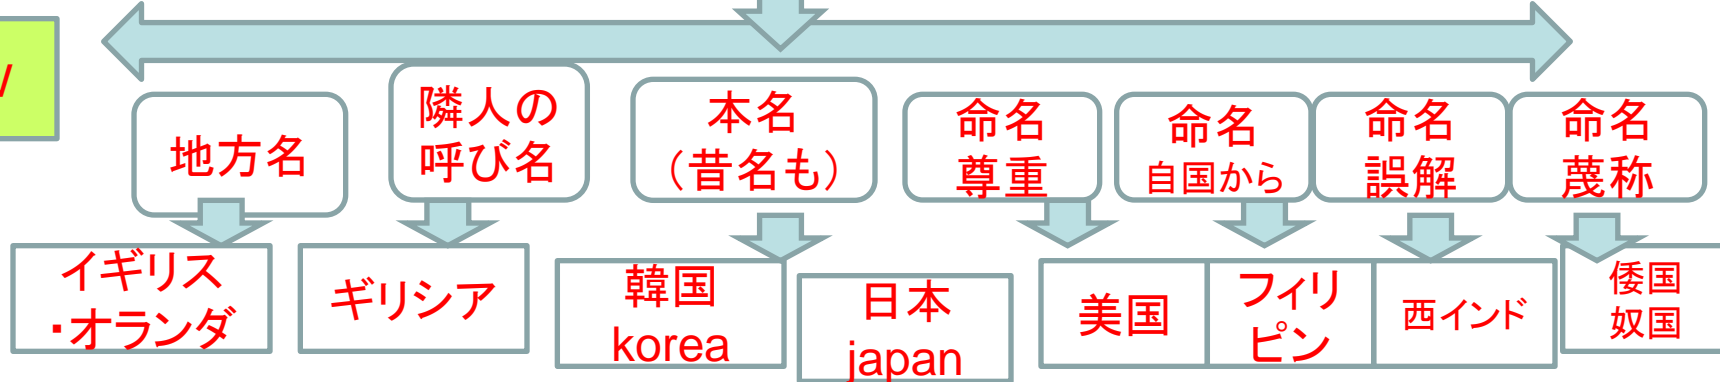 地方名
隣人の
呼び名
本名
（昔名も）
命名
尊重
命名
自国から
命名
誤解
命名
蔑称
イギリス
・オランダ
ギリシア
韓国
korea
日本
japan
美国
フィリ
ピン
西インド
倭国
奴国